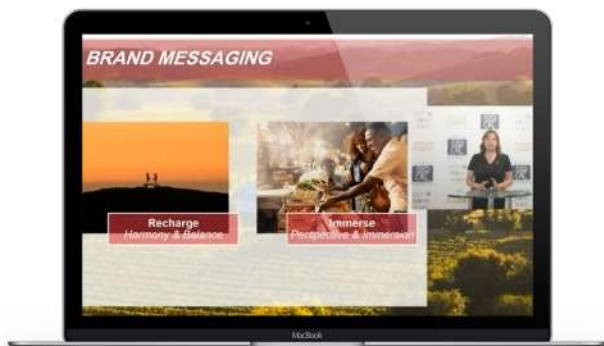 BRAND MESSAGING
Recharge
Harmony & Balance
Immerse
Perspective & Immersion
MacBook